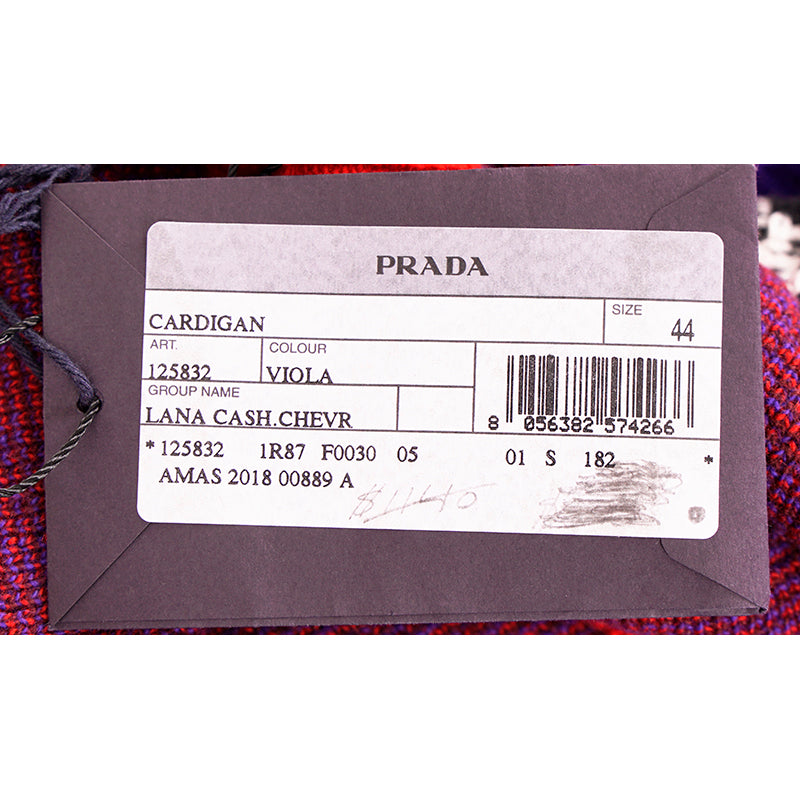 PRADA
CARDIGAN
SIZE 44
ART. COLOUR
125832 VIOLA
GROUP NAME
LANA CASH.CHEVR
8 056382 574266
* 125832 1R87 F0030 05 01 S 182 *
AMAS 2018 00889 A